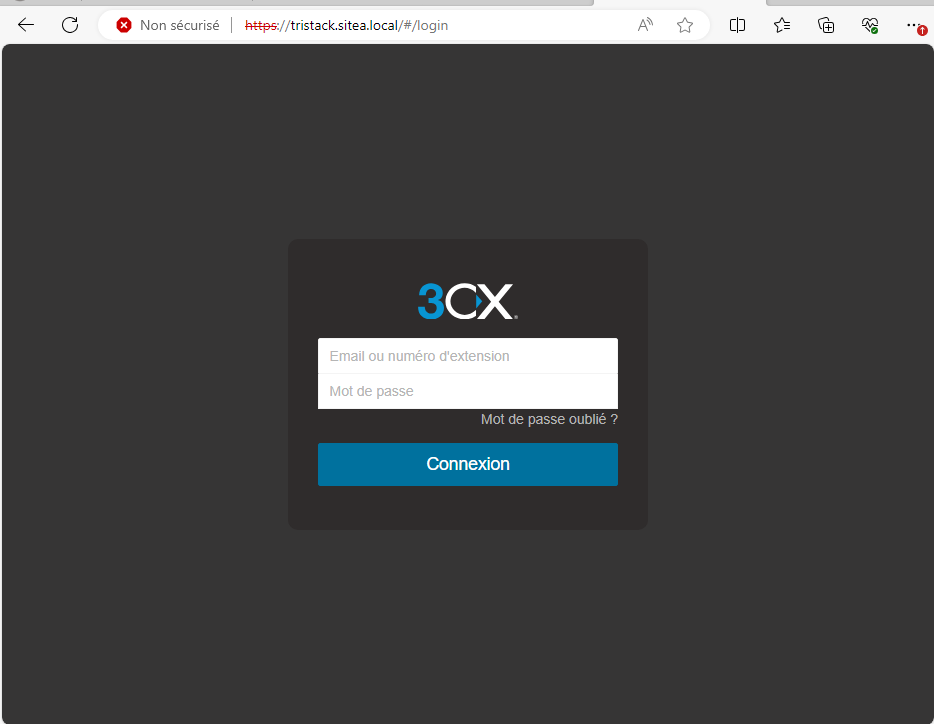 Non sécurisé
https://tristack.sitea.local/#/login
3CX
Email ou numéro d'extension
Mot de passe
Mot de passe oublié ?
Connexion